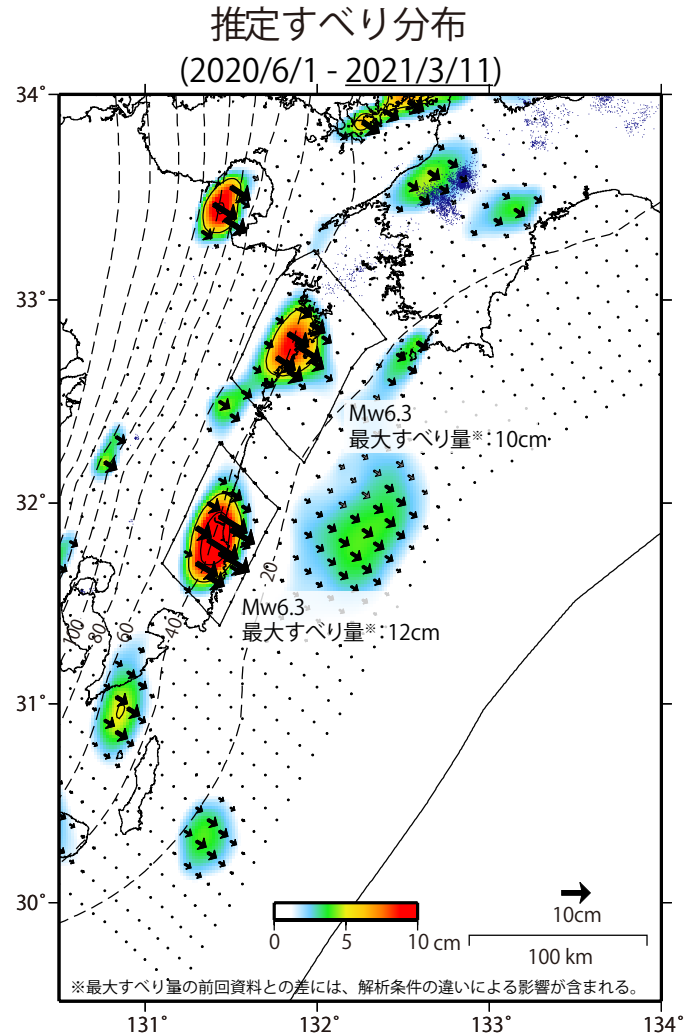 推定すべり分布
(2020/6/1 - 2021/3/11)
34°
33°
Mw6.3
最大すべり量※：10cm
32°
20
Mw6.3
最大すべり量※：12cm
100
80
60
40
31°
30°
10cm
0 5 10 cm
100 km
※最大すべり量の前回資料との差には、解析条件の違いによる影響が含まれる。
131° 132° 133° 134°